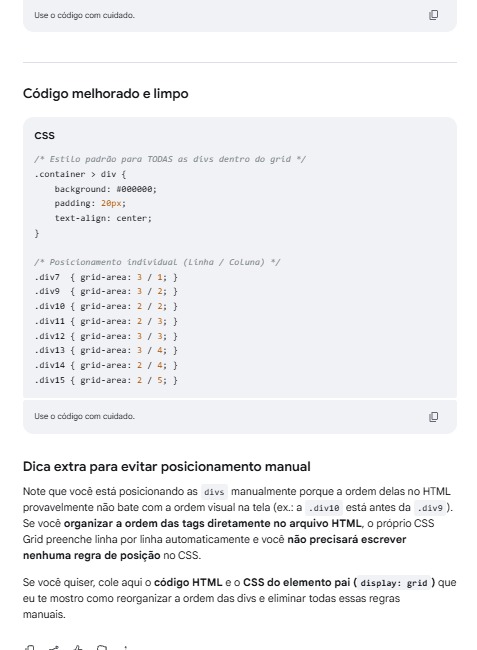 Use o código com cuidado.
Código melhorado e limpo
CSS
/* Estilo padrão para TODAS as divs dentro do grid */
.container > div {
    background: #000000;
    padding: 20px;
    text-align: center;
}
/* Posicionamento individual (Linha / Coluna) */
.div7  { grid-area: 3 / 1; }
.div9  { grid-area: 3 / 2; }
.div10 { grid-area: 2 / 2; }
.div11 { grid-area: 2 / 3; }
.div12 { grid-area: 3 / 3; }
.div13 { grid-area: 3 / 4; }
.div14 { grid-area: 2 / 4; }
.div15 { grid-area: 2 / 5; }
Use o código com cuidado.
Dica extra para evitar posicionamento manual
Note que você está posicionando as divs manualmente porque a ordem delas no HTML
provavelmente não bate com a ordem visual na tela (ex.: a .div10 está antes da .div9 ).
Se você organizar a ordem das tags diretamente no arquivo HTML, o próprio CSS
Grid preenche linha por linha automaticamente e você não precisará escrever
nenhuma regra de posição no CSS.
Se você quiser, cole aqui o código HTML e o CSS do elemento pai ( display: grid ) que
eu te mostro como reorganizar a ordem das divs e eliminar todas essas regras
manuais.